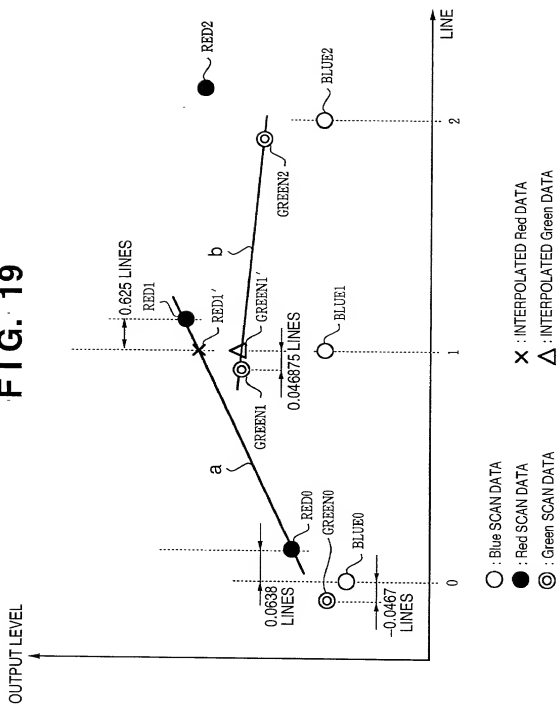 FIG. 19
OUTPUT LEVEL
RED2
0.625 LINES
RED1
RED1'
b
GREEN2
BLUE2
GREEN1'
GREEN1
0.046875 LINES
BLUE1
a
RED0
GREEN0
BLUE0
0.0638
LINES
-0.0467
LINES
0
1
2
LINE
○ : Blue SCAN DATA
● : Red SCAN DATA
◎ : Green SCAN DATA
× : INTERPOLATED Red DATA
△ : INTERPOLATED Green DATA